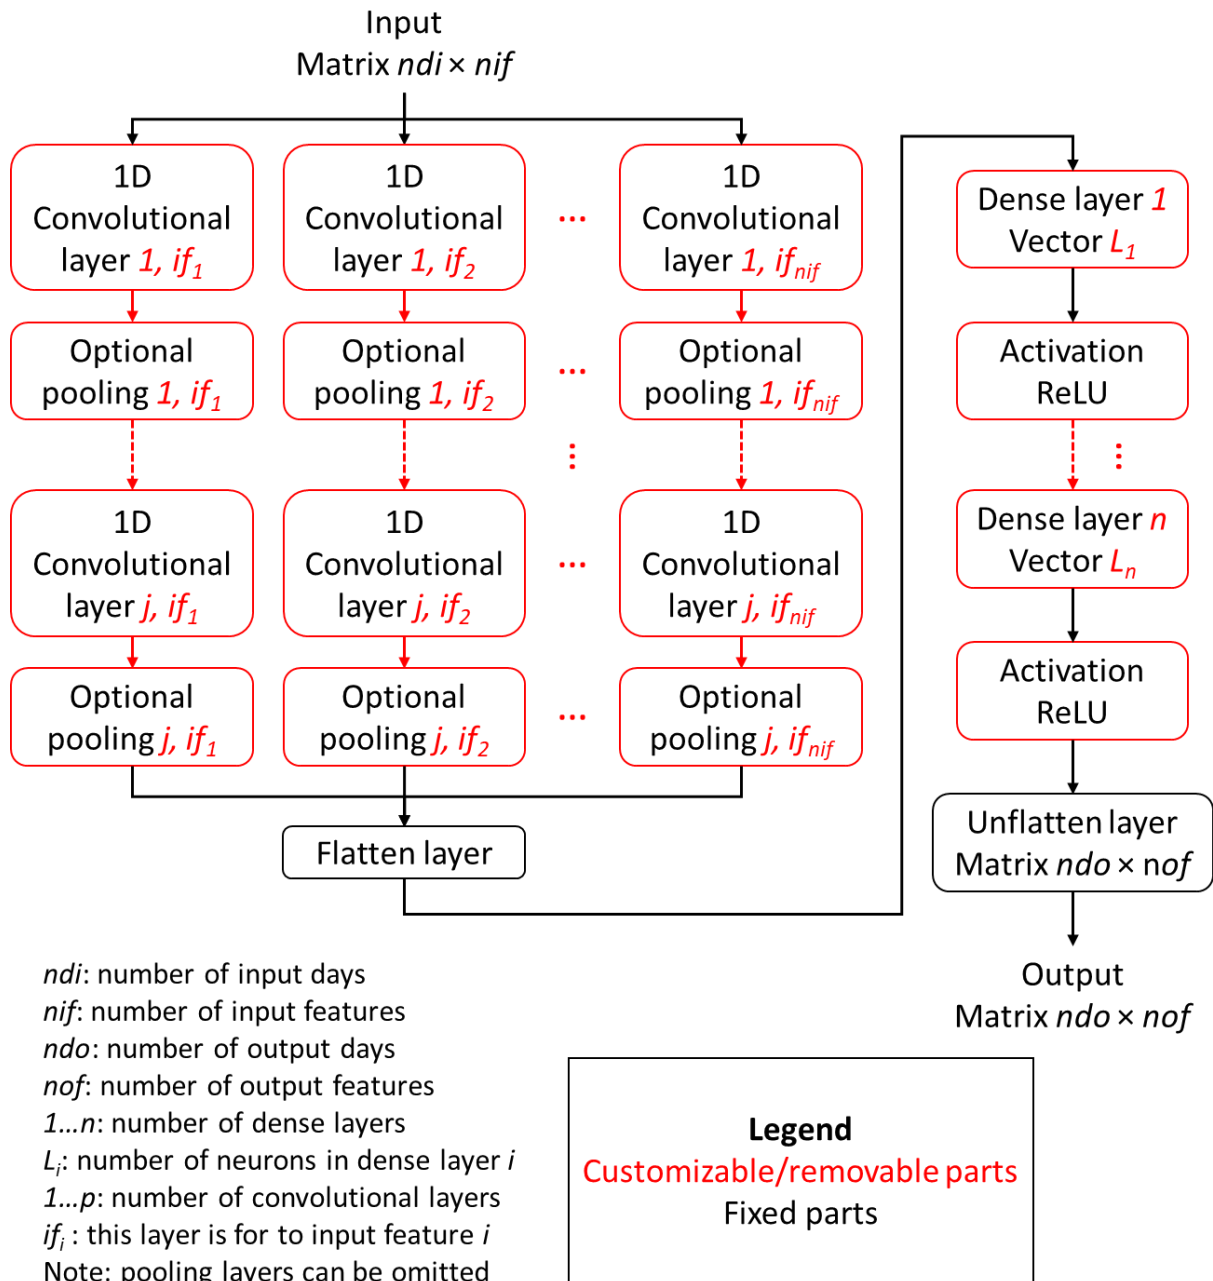 Input
Matrix ndi × nif
1D
Convolutional
layer 1, if₁
1D
Convolutional
layer 1, if₂
...
1D
Convolutional
layer 1, ifₙᵢf
Optional
pooling 1, if₁
Optional
pooling 1, if₂
...
Optional
pooling 1, ifₙᵢf
...
1D
Convolutional
layer j, if₁
1D
Convolutional
layer j, if₂
...
1D
Convolutional
layer j, ifₙᵢf
Optional
pooling j, if₁
Optional
pooling j, if₂
...
Optional
pooling j, ifₙᵢf
Flatten layer
Dense layer 1
Vector L₁
Activation
ReLU
...
Dense layer n
Vector Lₙ
Activation
ReLU
Unflatten layer
Matrix ndo × nof
Output
Matrix ndo × nof
ndi: number of input days
nif: number of input features
ndo: number of output days
nof: number of output features
1...n: number of dense layers
Lᵢ: number of neurons in dense layer i
1...p: number of convolutional layers
ifᵢ : this layer is for to input feature i
Note: pooling layers can be omitted
Legend
Customizable/removable parts
Fixed parts